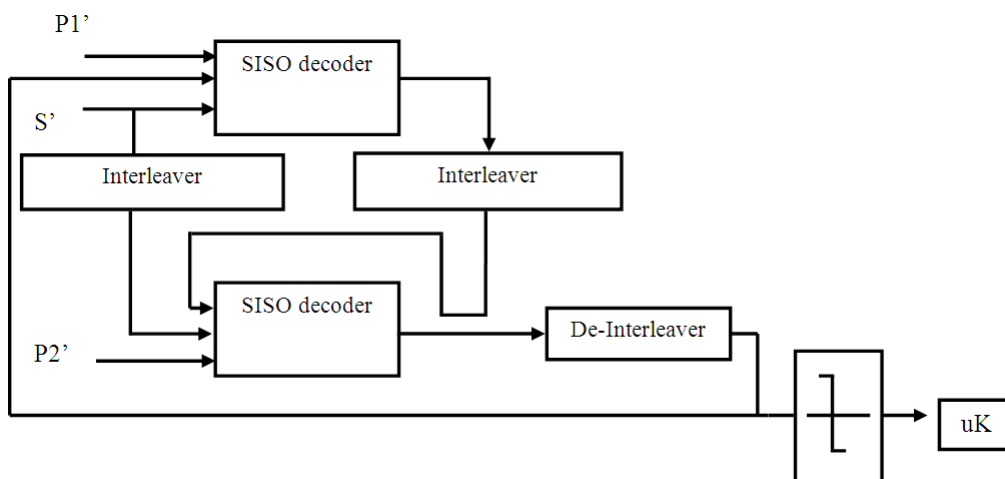 P1’
SISO decoder
S’
Interleaver
Interleaver
SISO decoder
De-Interleaver
P2’
uK